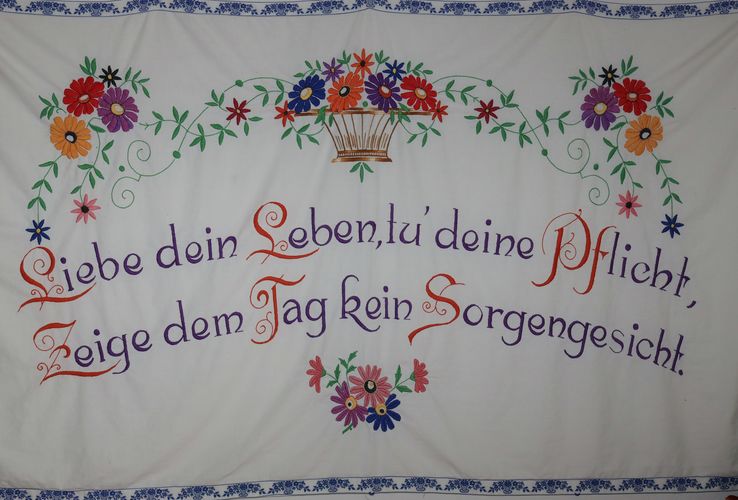 Liebe dein Leben, tu' deine Pflicht,
Zeige dem Tag kein Sorgengesicht.